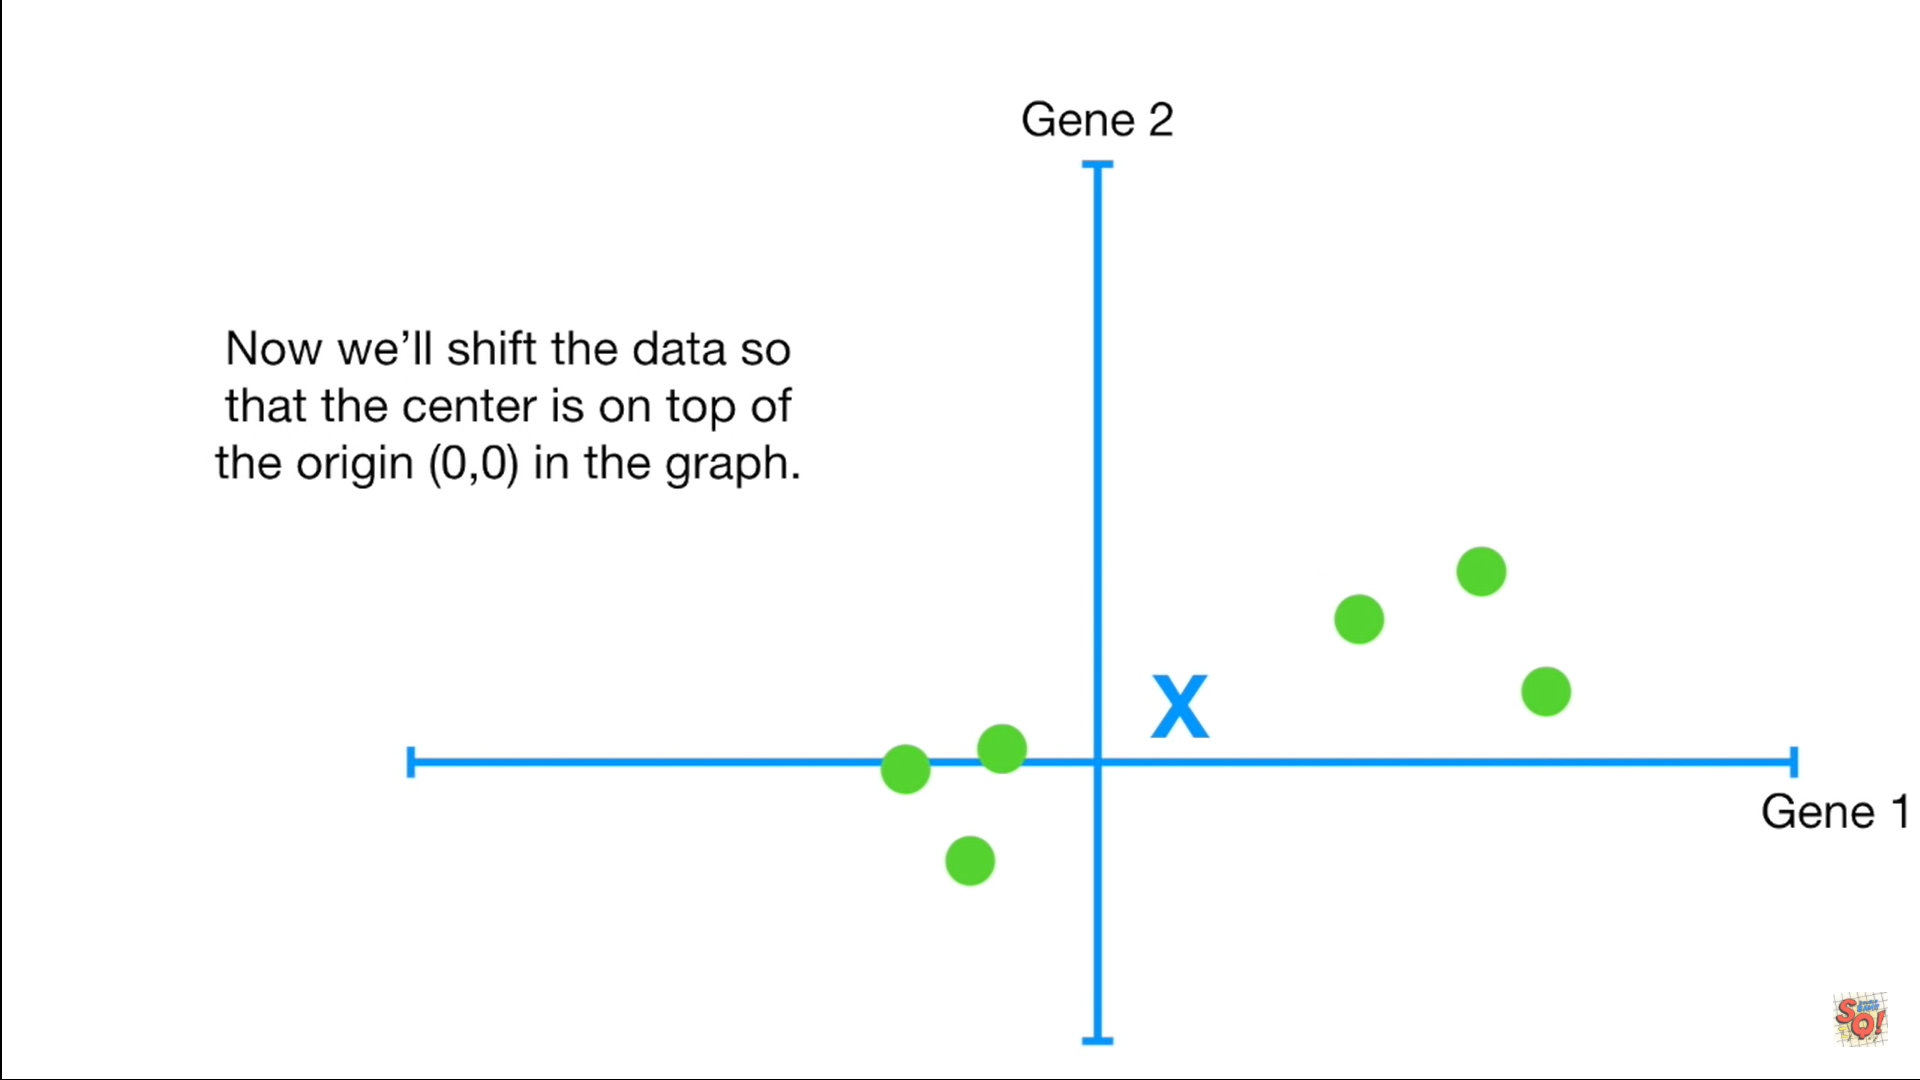 Gene 2
Now we’ll shift the data so
that the center is on top of
the origin (0,0) in the graph.
X
Gene 1
SQ!